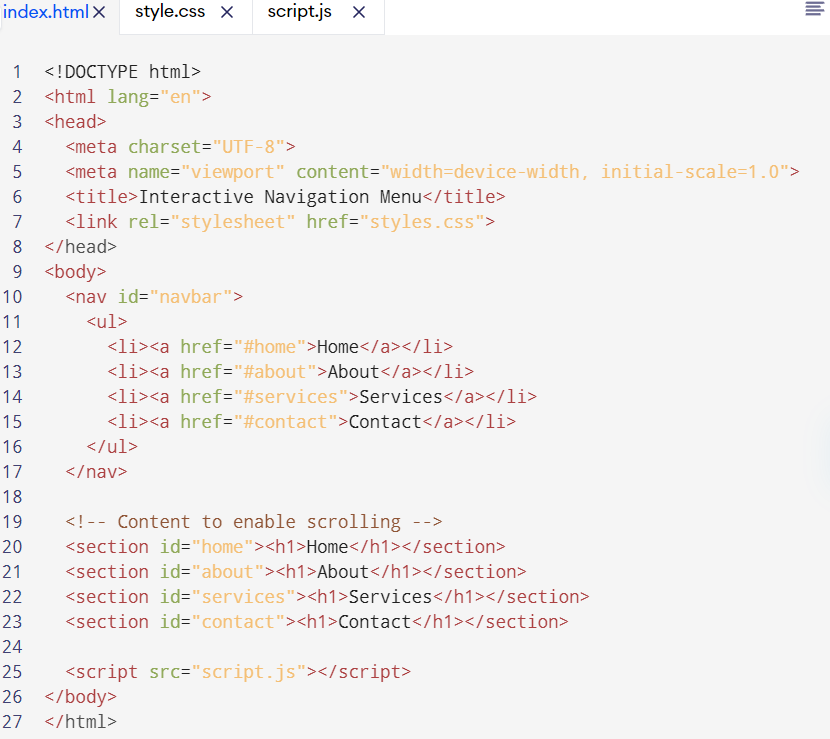 index.html × style.css × script.js ×
1 <!DOCTYPE html>
2 <html lang="en">
3 <head>
4   <meta charset="UTF-8">
5   <meta name="viewport" content="width=device-width, initial-scale=1.0">
6   <title>Interactive Navigation Menu</title>
7   <link rel="stylesheet" href="styles.css">
8 </head>
9 <body>
10   <nav id="navbar">
11     <ul>
12       <li><a href="#home">Home</a></li>
13       <li><a href="#about">About</a></li>
14       <li><a href="#services">Services</a></li>
15       <li><a href="#contact">Contact</a></li>
16     </ul>
17   </nav>
18
19   <!-- Content to enable scrolling -->
20   <section id="home"><h1>Home</h1></section>
21   <section id="about"><h1>About</h1></section>
22   <section id="services"><h1>Services</h1></section>
23   <section id="contact"><h1>Contact</h1></section>
24
25   <script src="script.js"></script>
26 </body>
27 </html>